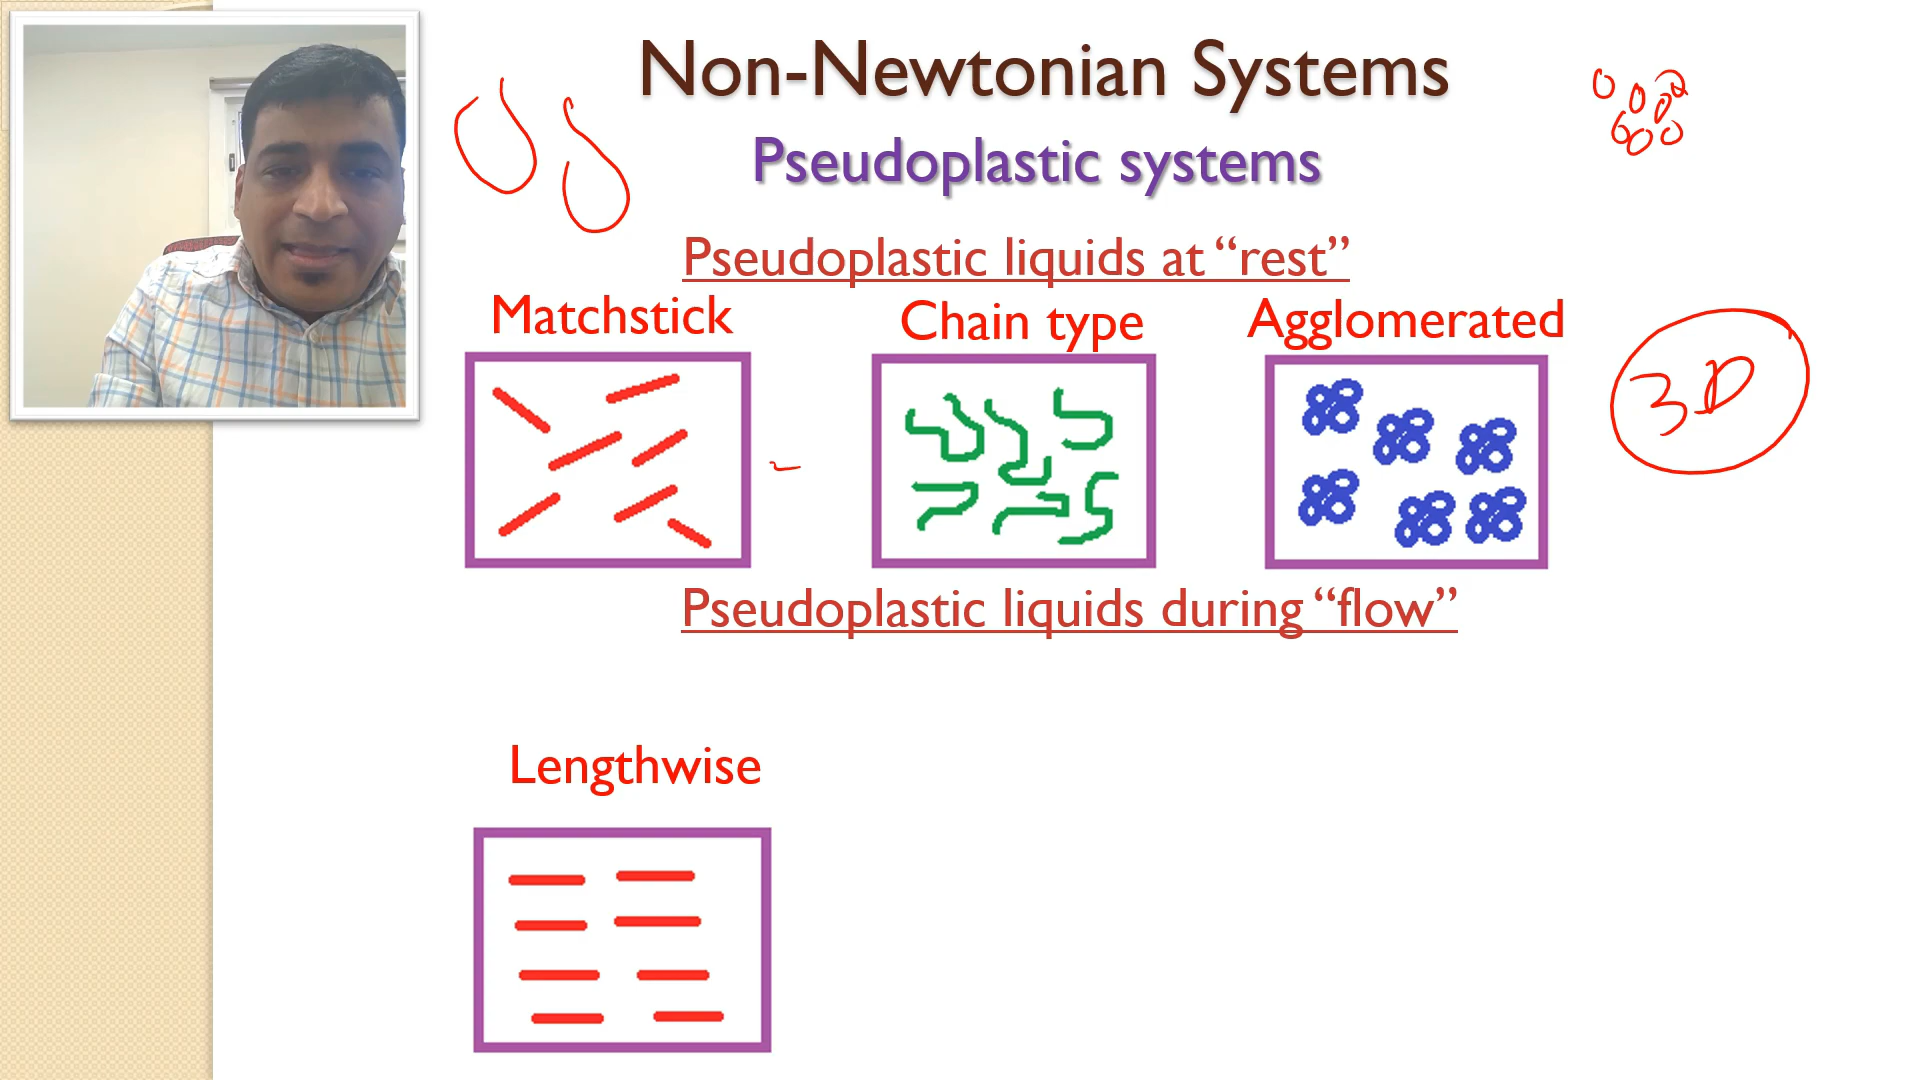 Non-Newtonian Systems
Pseudoplastic systems
Pseudoplastic liquids at “rest”
Matchstick
Chain type
Agglomerated
3D
Pseudoplastic liquids during “flow”
Lengthwise